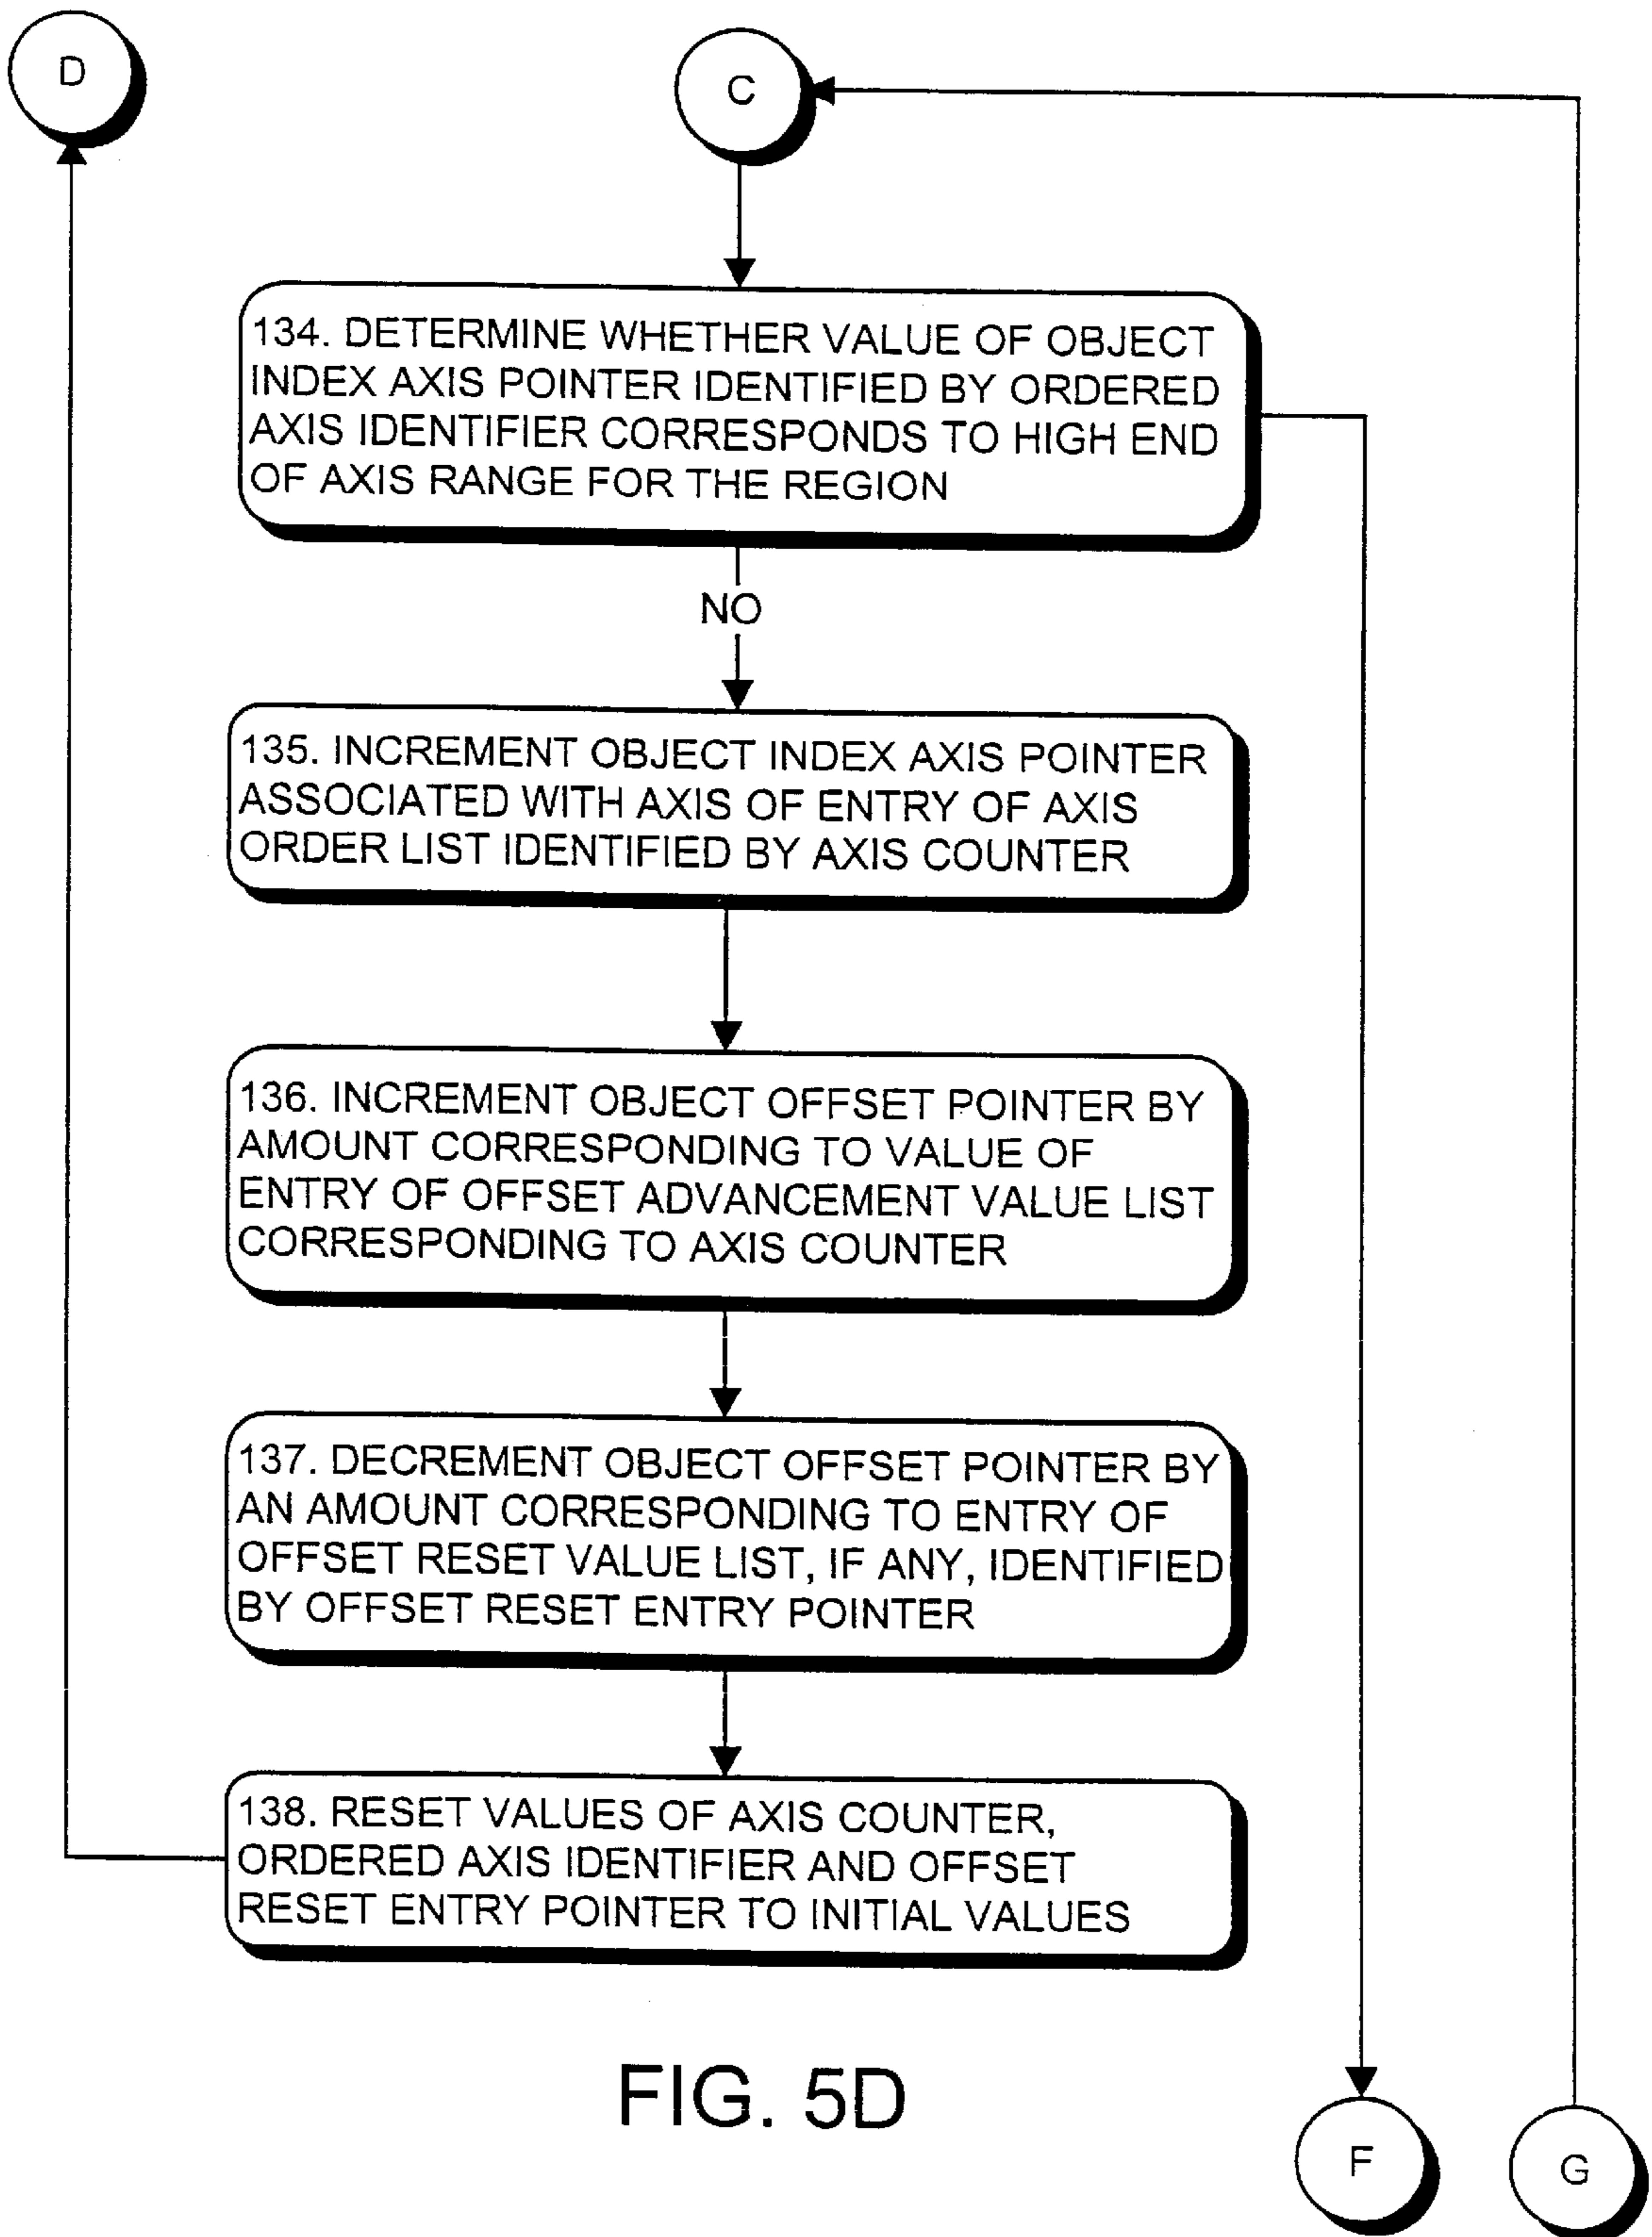 D
C
134. DETERMINE WHETHER VALUE OF OBJECT
INDEX AXIS POINTER IDENTIFIED BY ORDERED
AXIS IDENTIFIER CORRESPONDS TO HIGH END
OF AXIS RANGE FOR THE REGION
NO
135. INCREMENT OBJECT INDEX AXIS POINTER
ASSOCIATED WITH AXIS OF ENTRY OF AXIS
ORDER LIST IDENTIFIED BY AXIS COUNTER
136. INCREMENT OBJECT OFFSET POINTER BY
AMOUNT CORRESPONDING TO VALUE OF
ENTRY OF OFFSET ADVANCEMENT VALUE LIST
CORRESPONDING TO AXIS COUNTER
137. DECREMENT OBJECT OFFSET POINTER BY
AN AMOUNT CORRESPONDING TO ENTRY OF
OFFSET RESET VALUE LIST, IF ANY, IDENTIFIED
BY OFFSET RESET ENTRY POINTER
138. RESET VALUES OF AXIS COUNTER,
ORDERED AXIS IDENTIFIER AND OFFSET
RESET ENTRY POINTER TO INITIAL VALUES
FIG. 5D
F
G